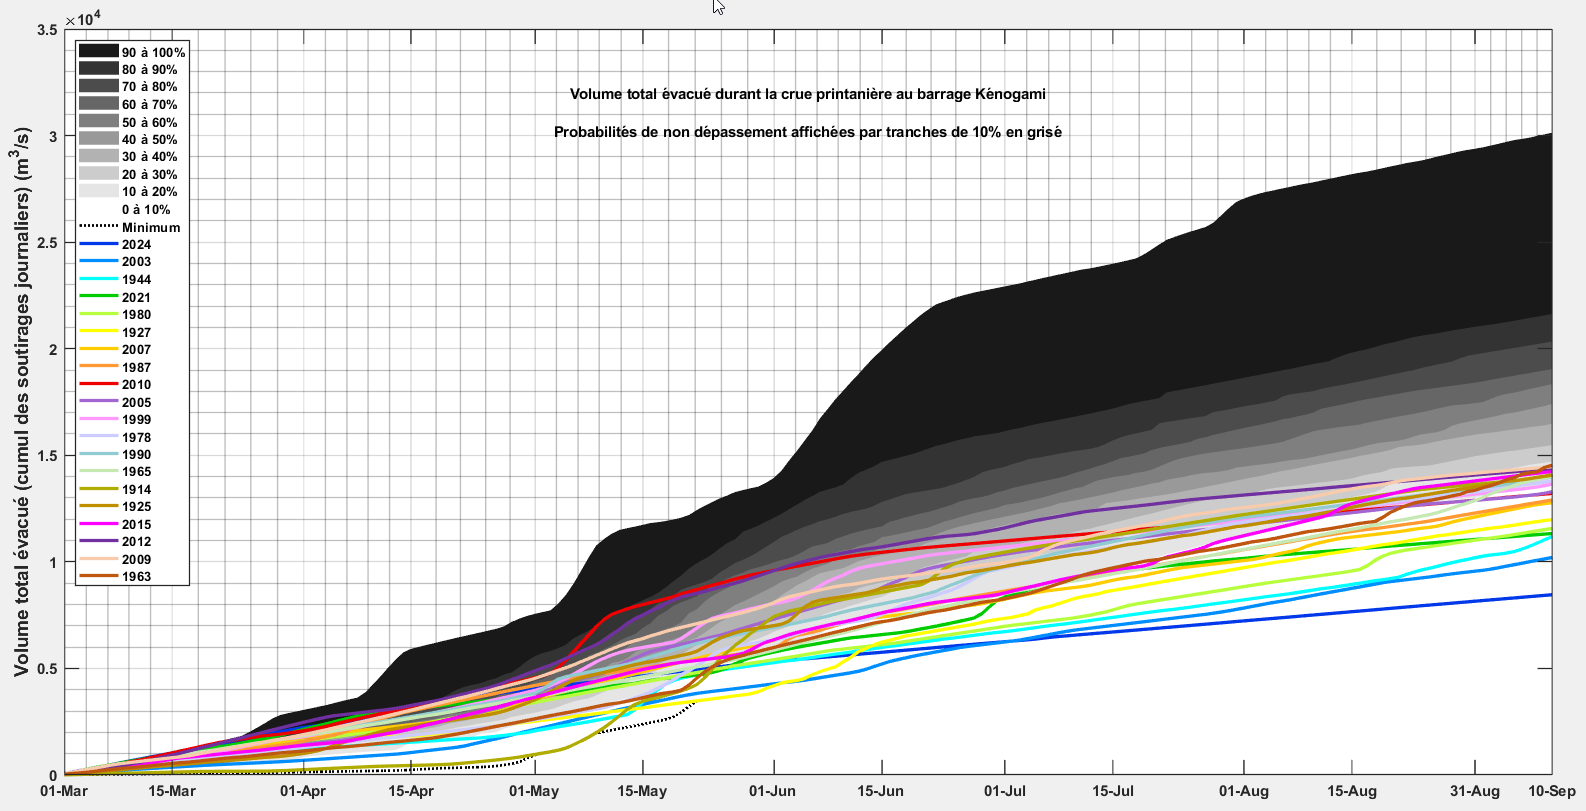 ×10⁴
3.5
3
2.5
2
1.5
1
0.5
0
Volume total évacué (cumul des soutirages journaliers) (m³/s)
90 à 100%
80 à 90%
70 à 80%
60 à 70%
50 à 60%
40 à 50%
30 à 40%
20 à 30%
10 à 20%
0 à 10%
Minimum
2024
2003
1944
2021
1980
1927
2007
1987
2010
2005
1999
1978
1990
1965
1914
1925
2015
2012
2009
1963
Volume total évacué durant la crue printanière au barrage Kénogami
Probabilités de non dépassement affichées par tranches de 10% en grisé
01-Mar 15-Mar 01-Apr 15-Apr 01-May 15-May 01-Jun 15-Jun 01-Jul 15-Jul 01-Aug 15-Aug 31-Aug 10-Sep